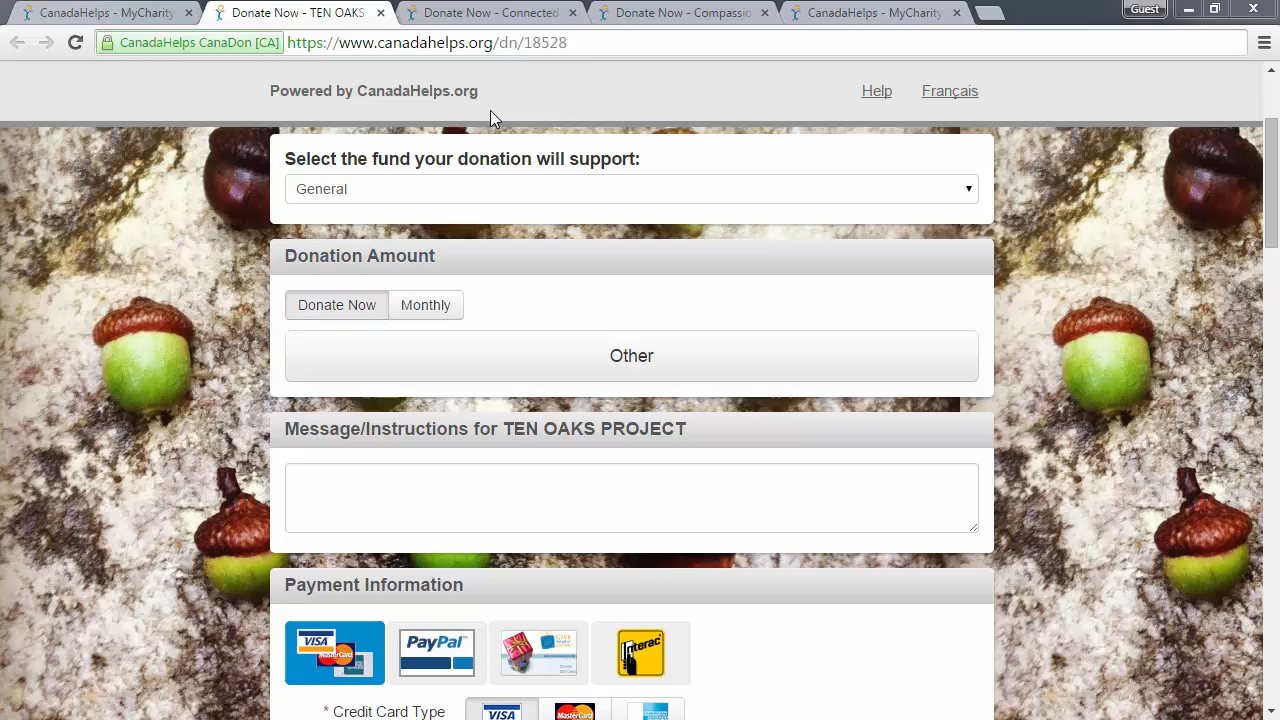 CanadaHelps - MyCharity
Donate Now - TEN OAKS
Donate Now - Connected
Donate Now - Compassio
CanadaHelps - MyCharity
Guest
CanadaHelps CanaDon [CA]
https://www.canadahelps.org/dn/18528
Powered by CanadaHelps.org
Help
Français
Select the fund your donation will support:
General
Donation Amount
Donate Now
Monthly
Other
Message/Instructions for TEN OAKS PROJECT
Payment Information
VISA
MasterCard
PayPal
GIVE
Interac
* Credit Card Type
VISA
MasterCard